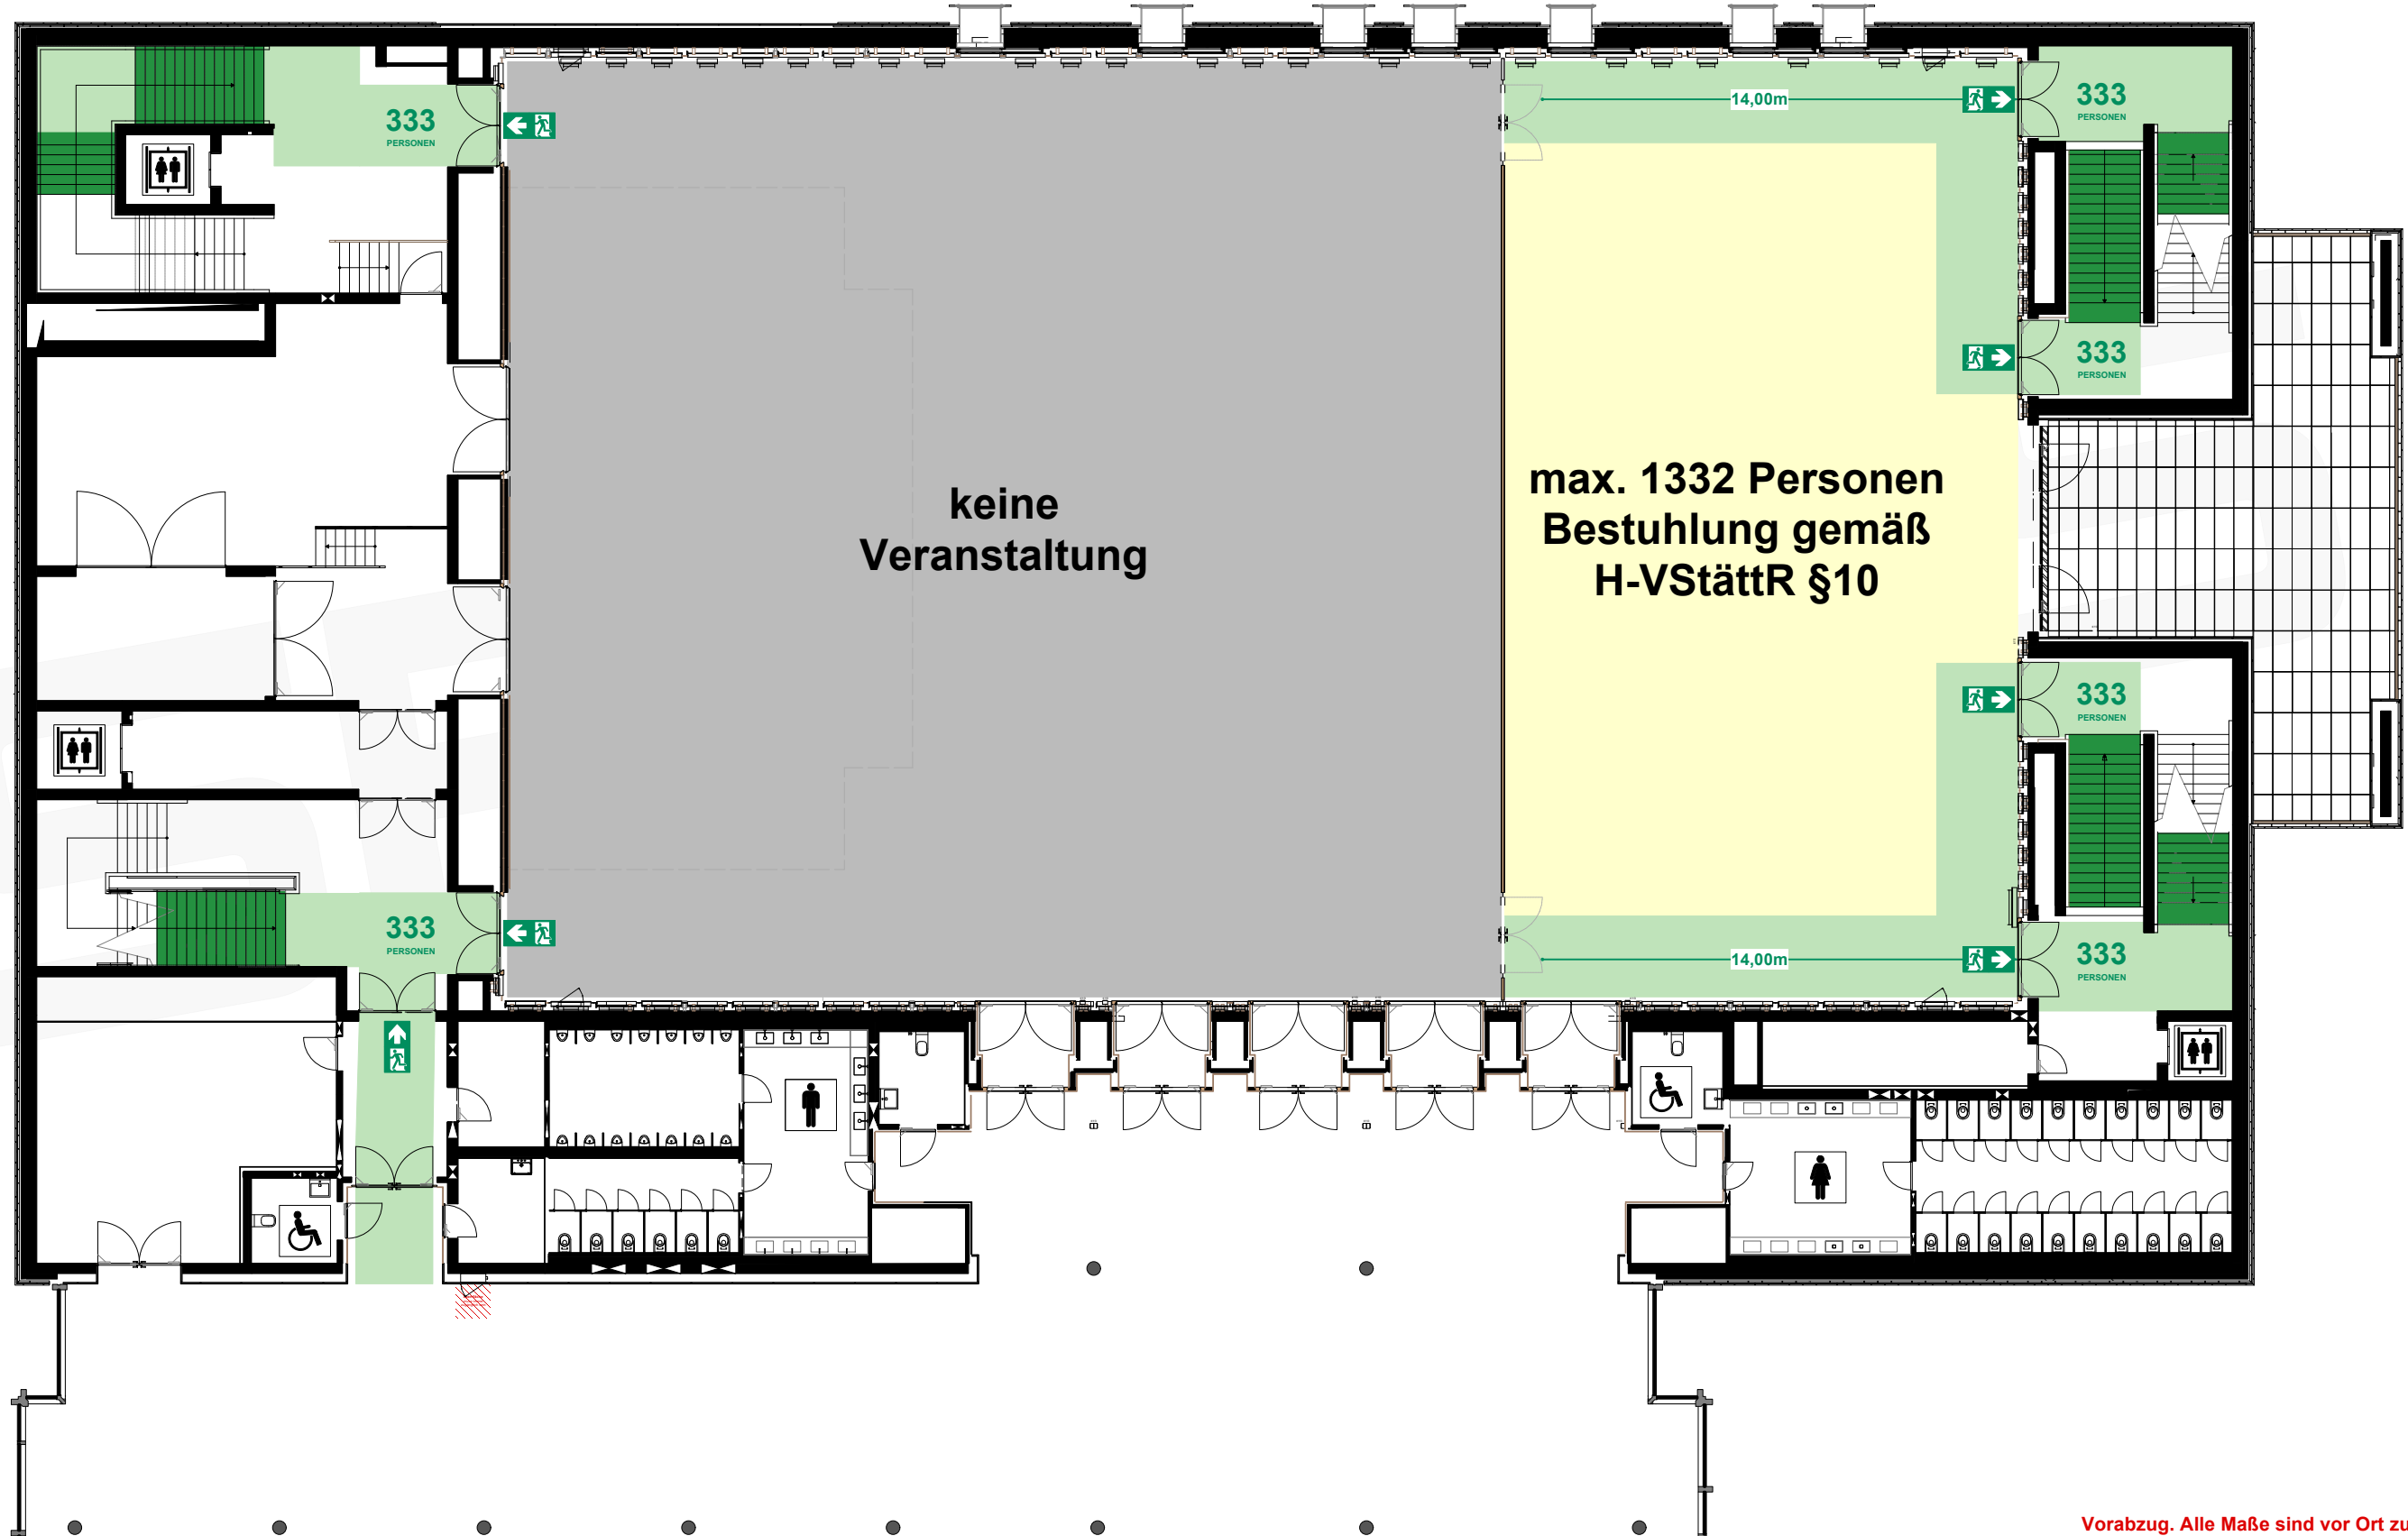 333
PERSONEN
14,00m
333
PERSONEN
333
PERSONEN
keine
Veranstaltung
max. 1332 Personen
Bestuhlung gemäß
H-VStättR §10
333
PERSONEN
333
PERSONEN
14,00m
333
PERSONEN
Vorabzug. Alle Maße sind vor Ort zu